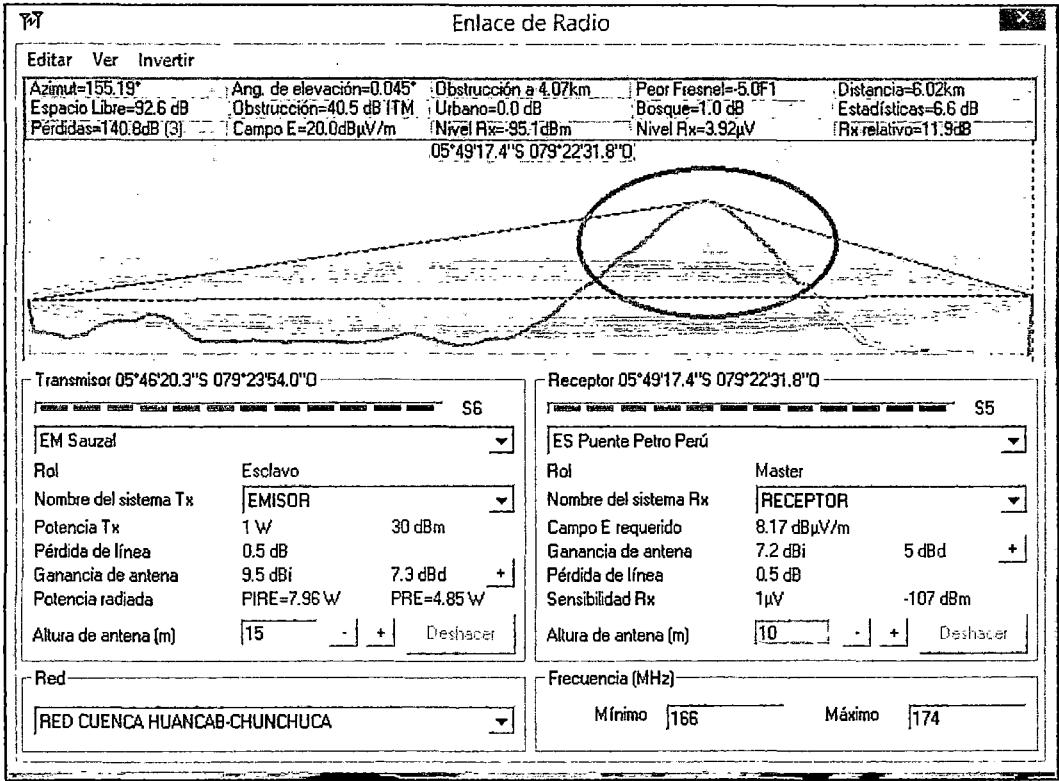 Enlace de Radio
Editar Ver Invertir
Azimut=155.19° Ang. de elevación=0.045° Obstrucción a 4.07km Peor Fresnel=-5.0F1 Distancia=6.02km
Espacio Libre=92.6 dB Obstrucción=40.5 dB ITM Urbano=0.0 dB Bosque=1.0 dB Estadísticas=6.6 dB
Pérdidas=140.8dB (3) Campo E=20.0dBµV/m Nivel Rx=-95.1dBm Nivel Rx=3.92µV Rx relativo=11.9dB
05°49'17.4"S 079°22'31.8"O
Transmisor 05°46'20.3"S 079°23'54.0"O
S6
EM Sauzal
Rol Esclavo
Nombre del sistema Tx EMISOR
Potencia Tx 1 W 30 dBm
Pérdida de línea 0.5 dB
Ganancia de antena 9.5 dBi 7.3 dBd +
Potencia radiada PIRE=7.96 W PRE=4.85 W
Altura de antena (m) 15 - + Deshacer
Receptor 05°49'17.4"S 079°22'31.8"O
S5
ES Puente Petro Perú
Rol Master
Nombre del sistema Rx RECEPTOR
Campo E requerido 8.17 dBµV/m
Ganancia de antena 7.2 dBi 5 dBd +
Pérdida de línea 0.5 dB
Sensibilidad Rx 1µV -107 dBm
Altura de antena (m) 10 - + Deshacer
Red
RED CUENCA HUANCAB-CHUNCHUCA
Frecuencia (MHz)
Mínimo 166 Máximo 174